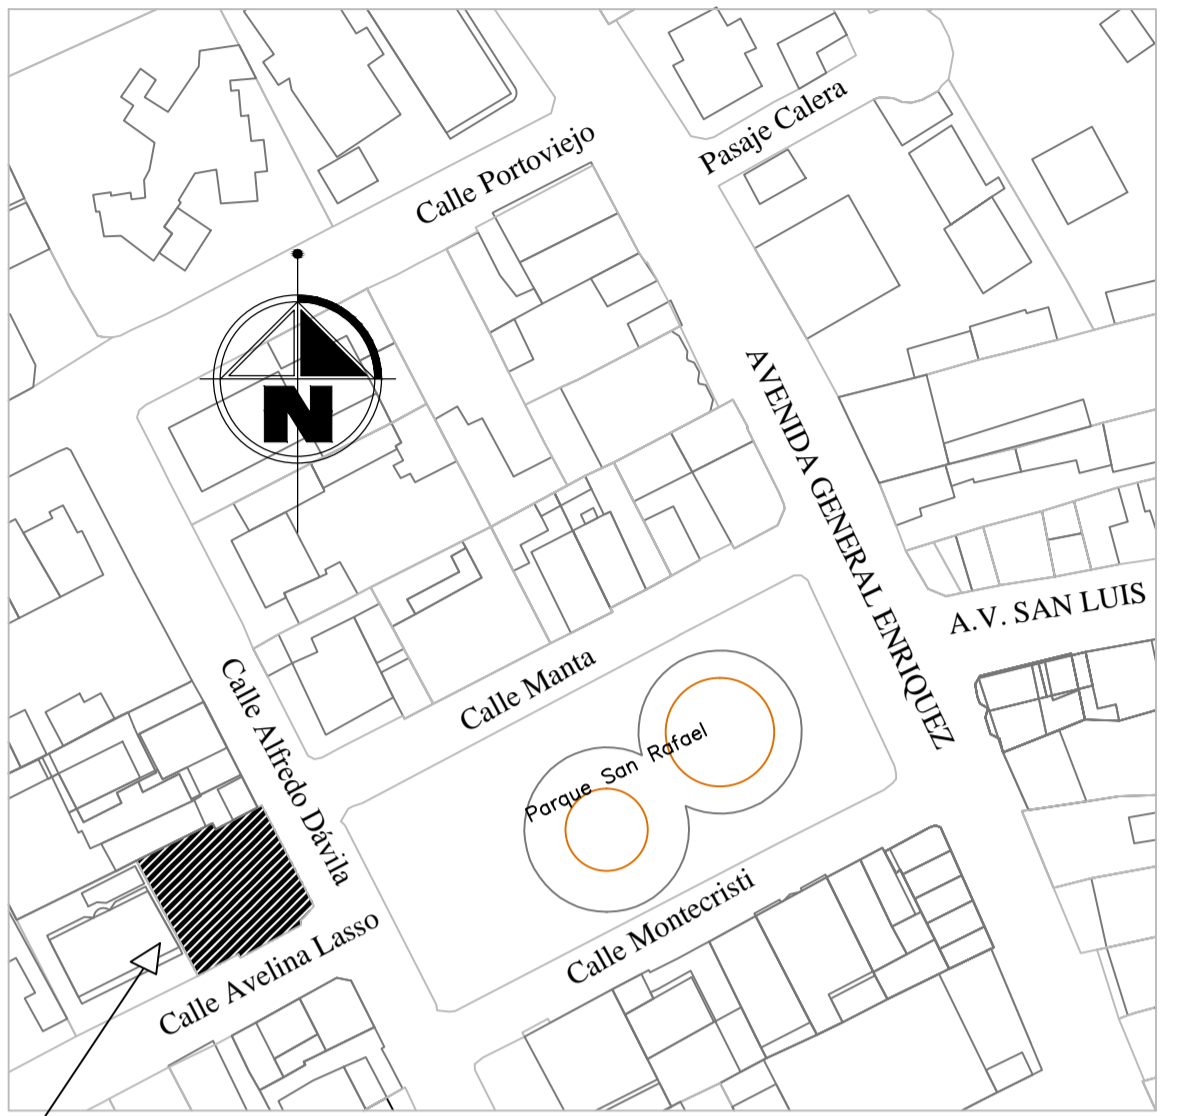 Calle Portoviejo
Pasaje Calera
N
AVENIDA GENERAL ENRIQUEZ
A.V. SAN LUIS
Calle Manta
Calle Alfredo Dávila
Parque San Rafael
Calle Montecristi
Calle Avelina Lasso